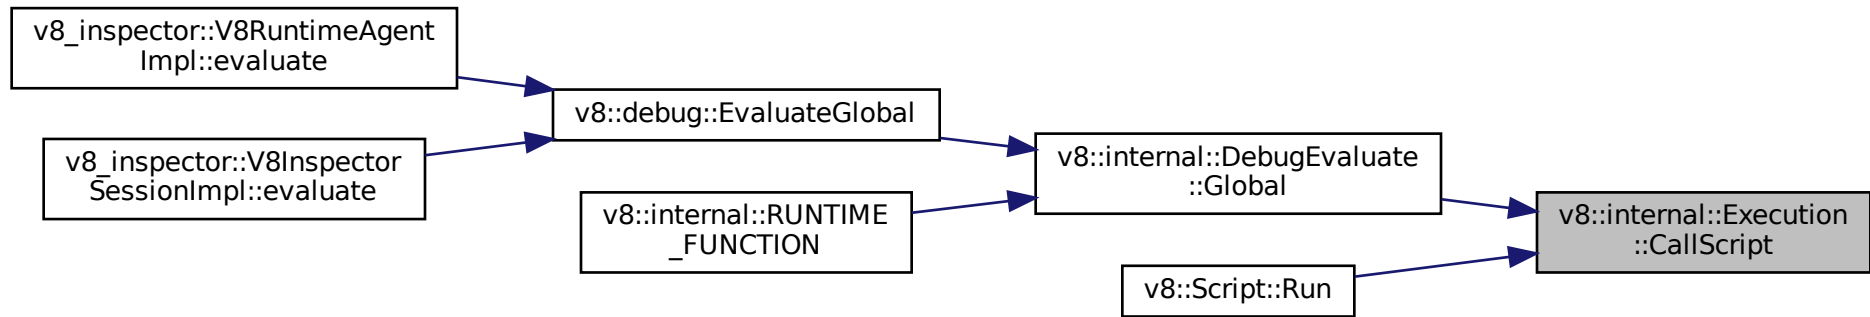 v8_inspector::V8RuntimeAgent
Impl::evaluate
v8_inspector::V8Inspector
SessionImpl::evaluate
v8::debug::EvaluateGlobal
v8::internal::RUNTIME
_FUNCTION
v8::internal::DebugEvaluate
::Global
v8::Script::Run
v8::internal::Execution
::CallScript